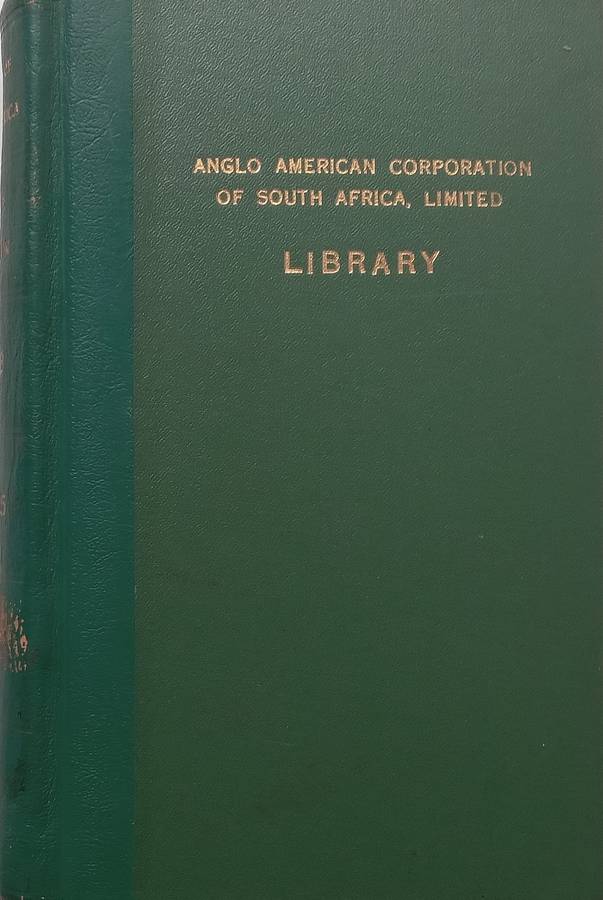 ANGLO AMERICAN CORPORATION
OF SOUTH AFRICA, LIMITED
LIBRARY